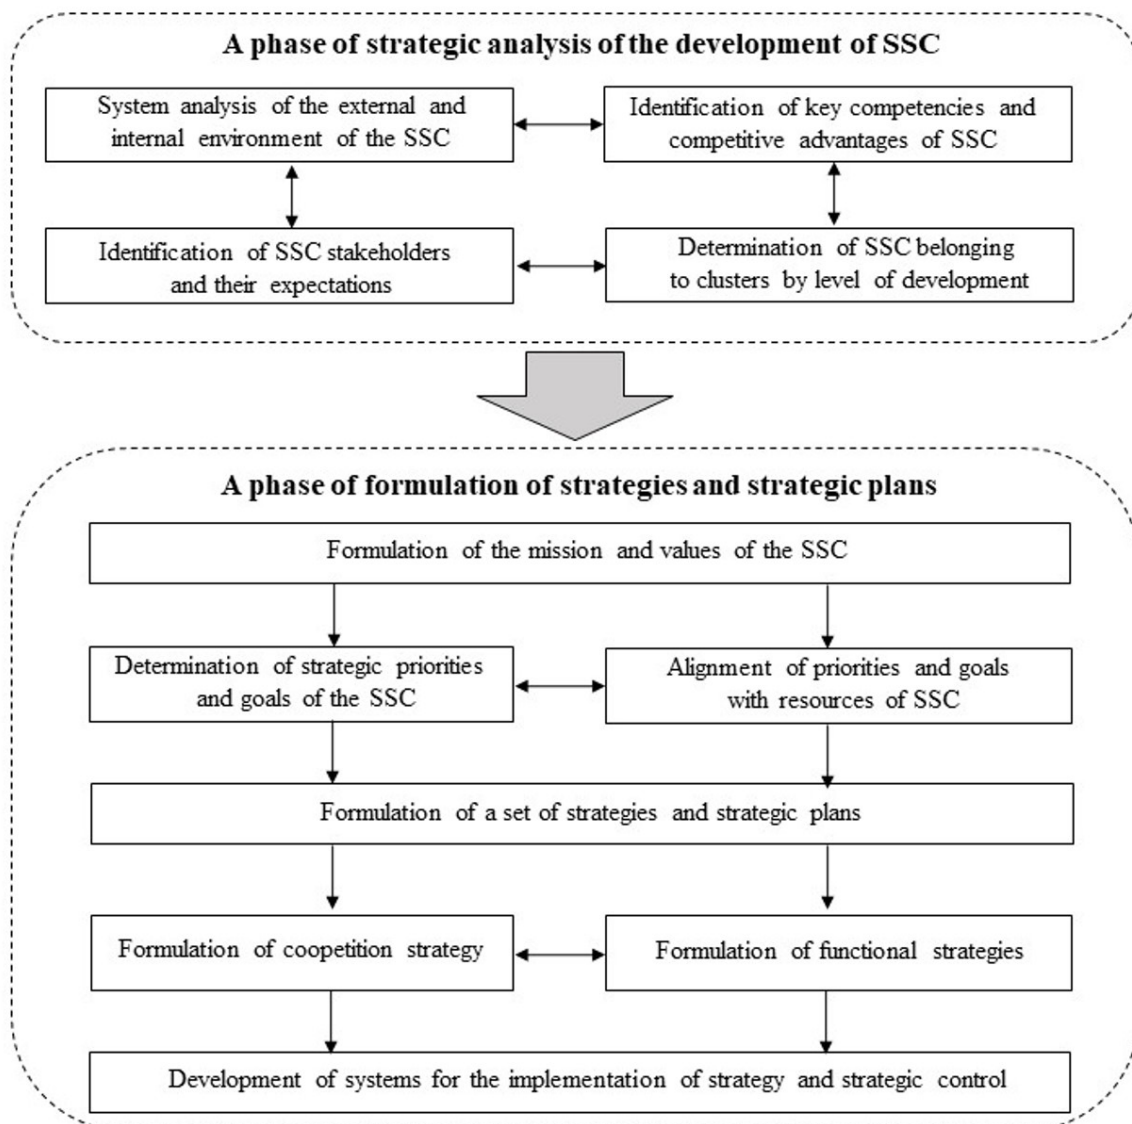 A phase of strategic analysis of the development of SSC
System analysis of the external and
internal environment of the SSC
Identification of key competencies and
competitive advantages of SSC
Identification of SSC stakeholders
and their expectations
Determination of SSC belonging
to clusters by level of development
A phase of formulation of strategies and strategic plans
Formulation of the mission and values of the SSC
Determination of strategic priorities
and goals of the SSC
Alignment of priorities and goals
with resources of SSC
Formulation of a set of strategies and strategic plans
Formulation of coopetition strategy
Formulation of functional strategies
Development of systems for the implementation of strategy and strategic control